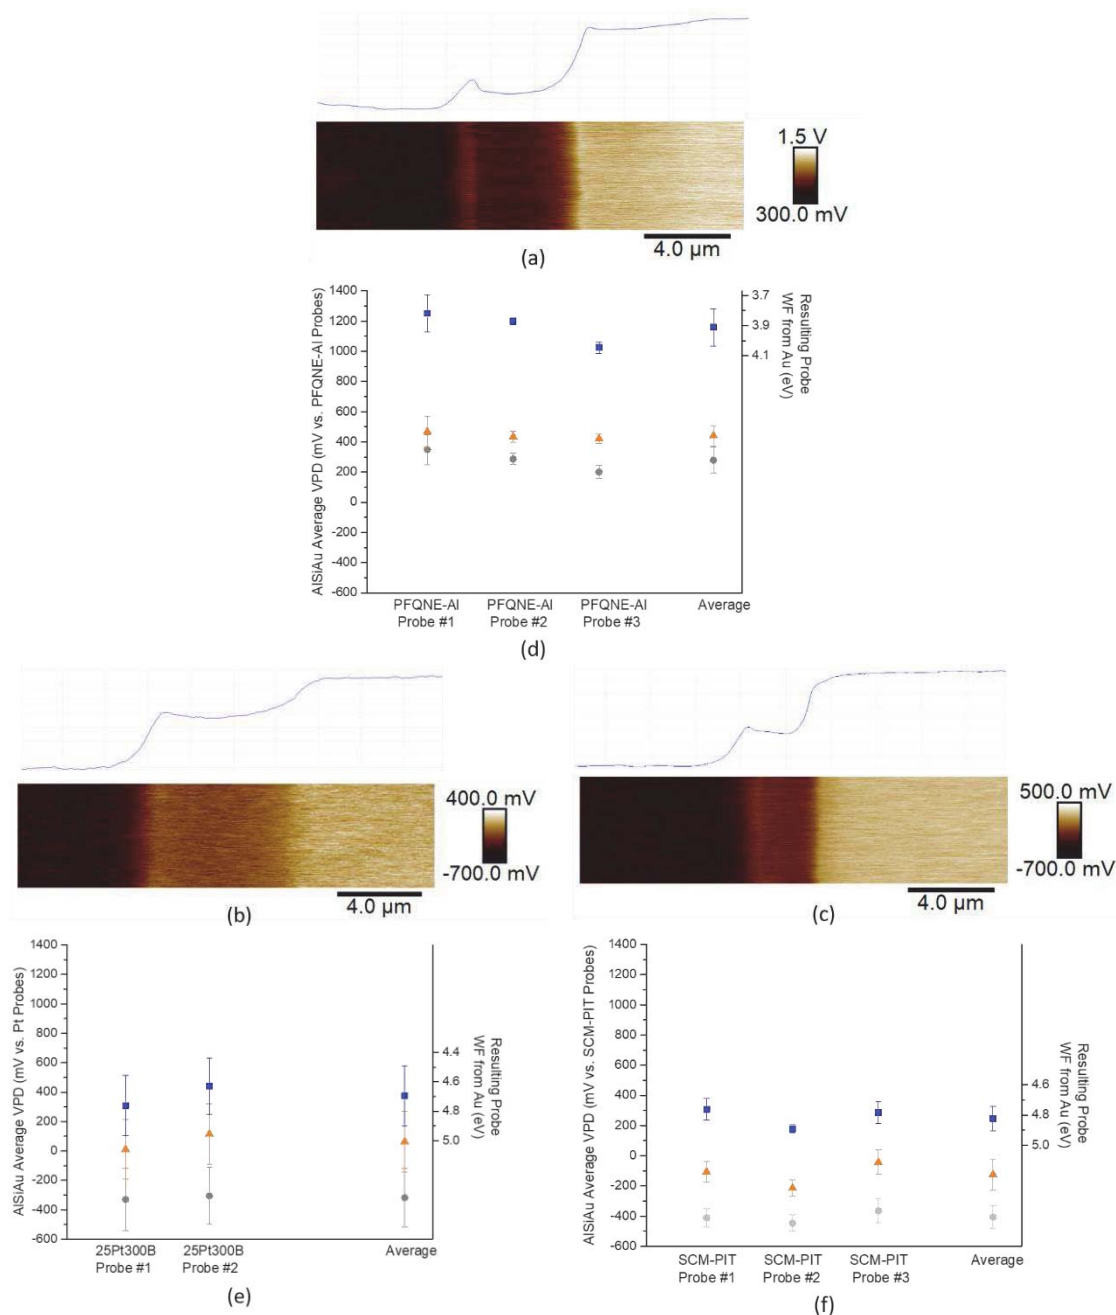 1.5 V
300.0 mV
4.0 µm
(a)
AlSiAu Average VPD (mV vs. PFQNE-Al Probes)
1400
1200
1000
800
600
400
200
0
-200
-400
-600
3.7
3.9
4.1
Resulting Probe
WF from Au (eV)
PFQNE-Al
Probe #1
PFQNE-Al
Probe #2
PFQNE-Al
Probe #3
Average
(d)
400.0 mV
-700.0 mV
4.0 µm
(b)
500.0 mV
-700.0 mV
4.0 µm
(c)
AlSiAu Average VPD (mV vs. Pt Probes)
1400
1200
1000
800
600
400
200
0
-200
-400
-600
4.4
4.6
4.8
5.0
Resulting Probe
WF from Au (eV)
25Pt300B
Probe #1
25Pt300B
Probe #2
Average
(e)
AlSiAu Average VPD (mV vs. SCM-PIT Probes)
1400
1200
1000
800
600
400
200
0
-200
-400
-600
4.6
4.8
5.0
Resulting Probe
WF from Au (eV)
SCM-PIT
Probe #1
SCM-PIT
Probe #2
SCM-PIT
Probe #3
Average
(f)